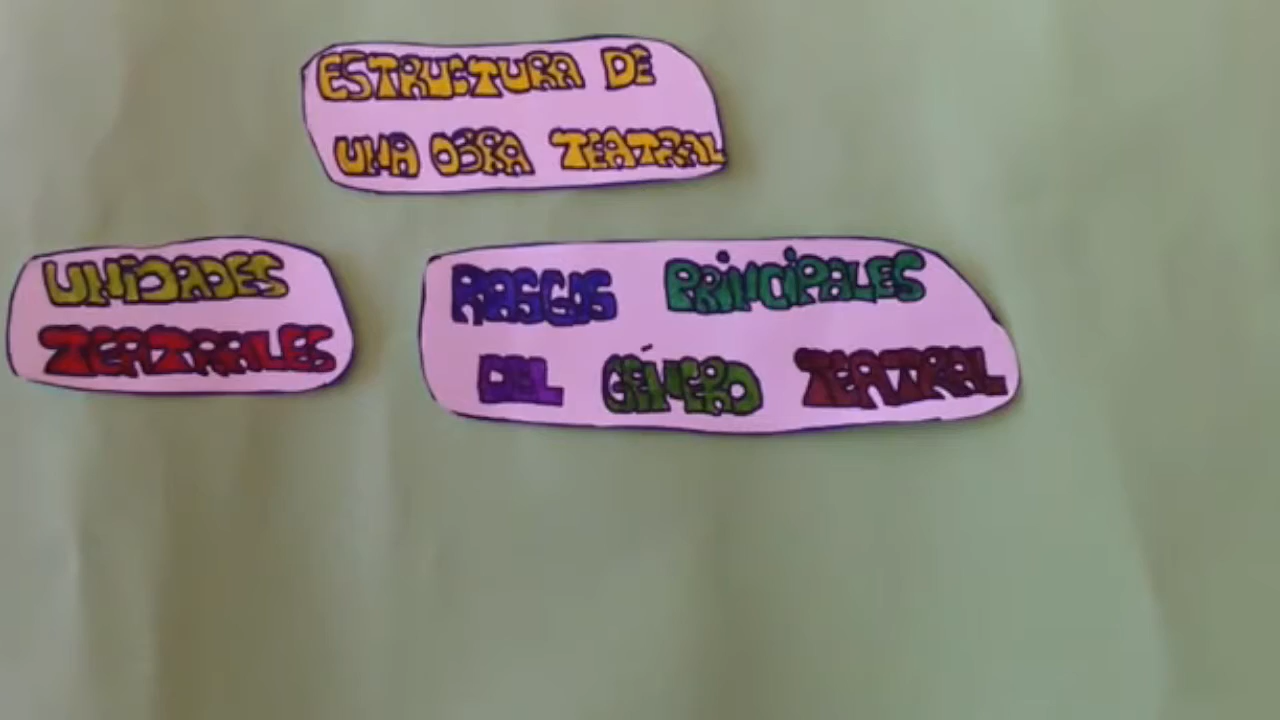 ESTRUCTURA DE
UNA OBRA TEATRAL
UNiDADES
TEATRALES
RASGOS PRiNCiPALES
DEL GÉNERO TEATRAL